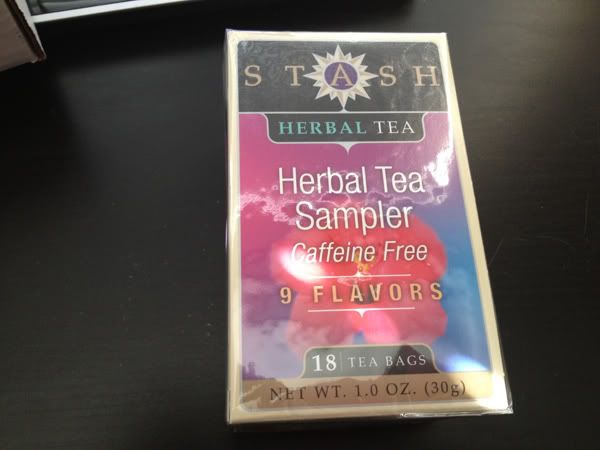 STASH
HERBAL TEA
Herbal Tea
Sampler
Caffeine Free
9 FLAVORS
18 TEA BAGS
NET WT. 1.0 OZ. (30g)